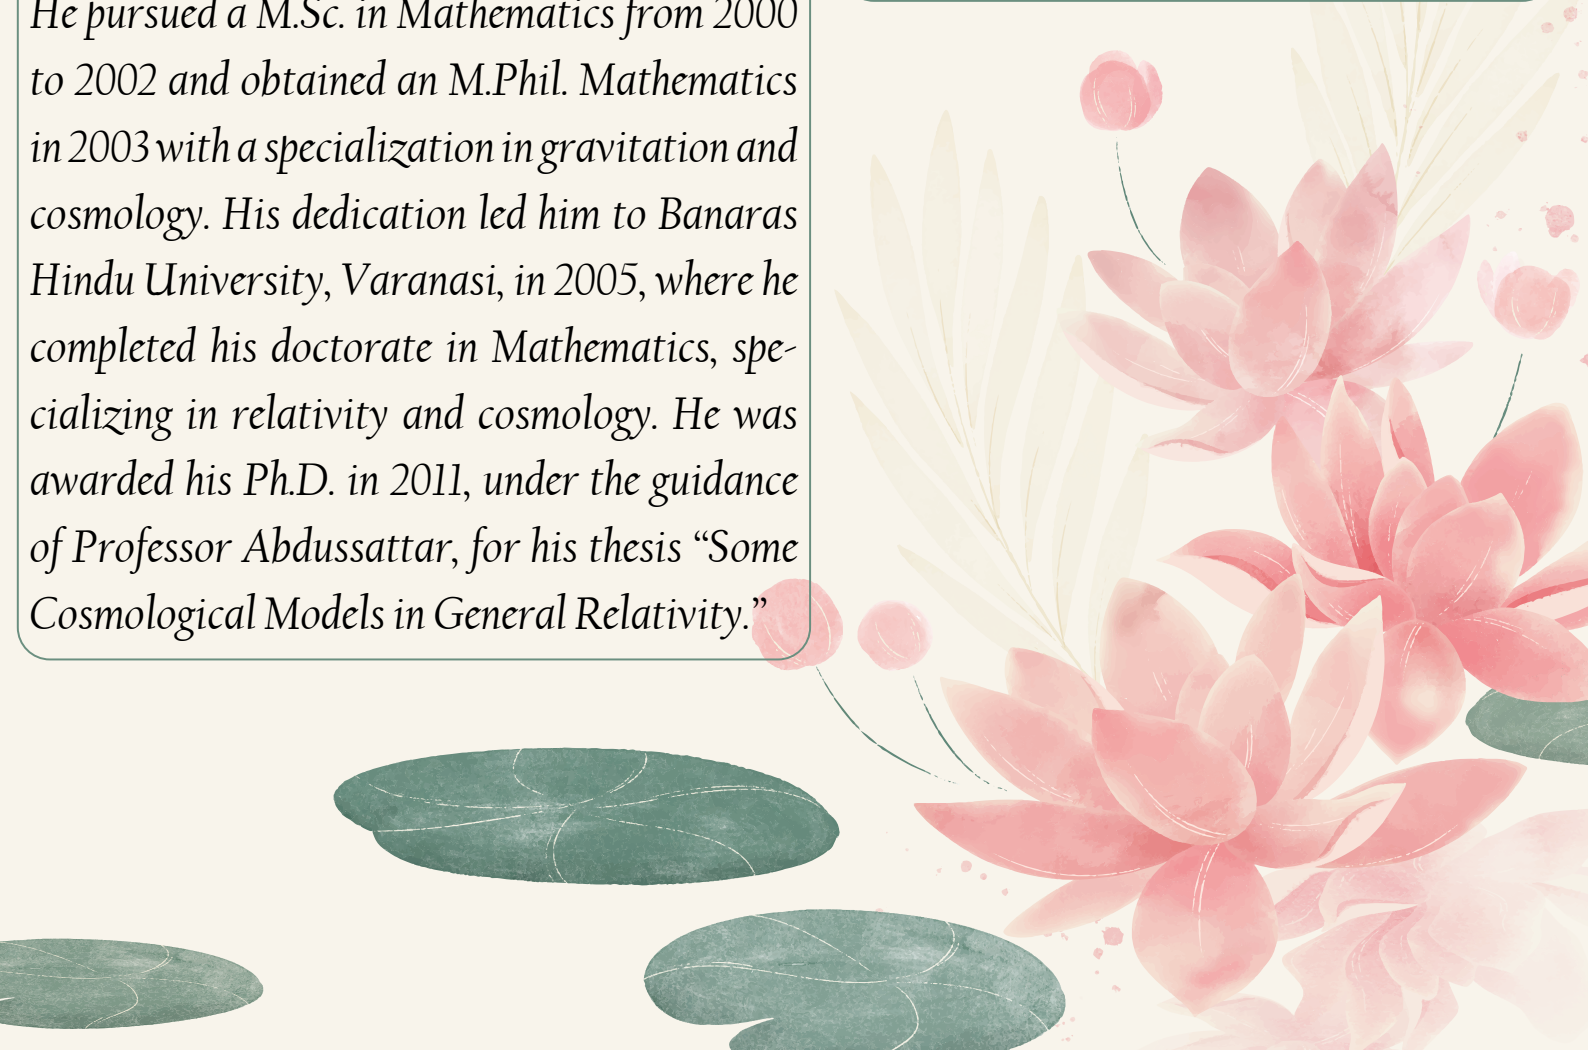 He pursued a M.Sc. in Mathematics from 2000
to 2002 and obtained an M.Phil. Mathematics
in 2003 with a specialization in gravitation and
cosmology. His dedication led him to Banaras
Hindu University, Varanasi, in 2005, where he
completed his doctorate in Mathematics, spe-
cializing in relativity and cosmology. He was
awarded his Ph.D. in 2011, under the guidance
of Professor Abdussattar, for his thesis “Some
Cosmological Models in General Relativity.”